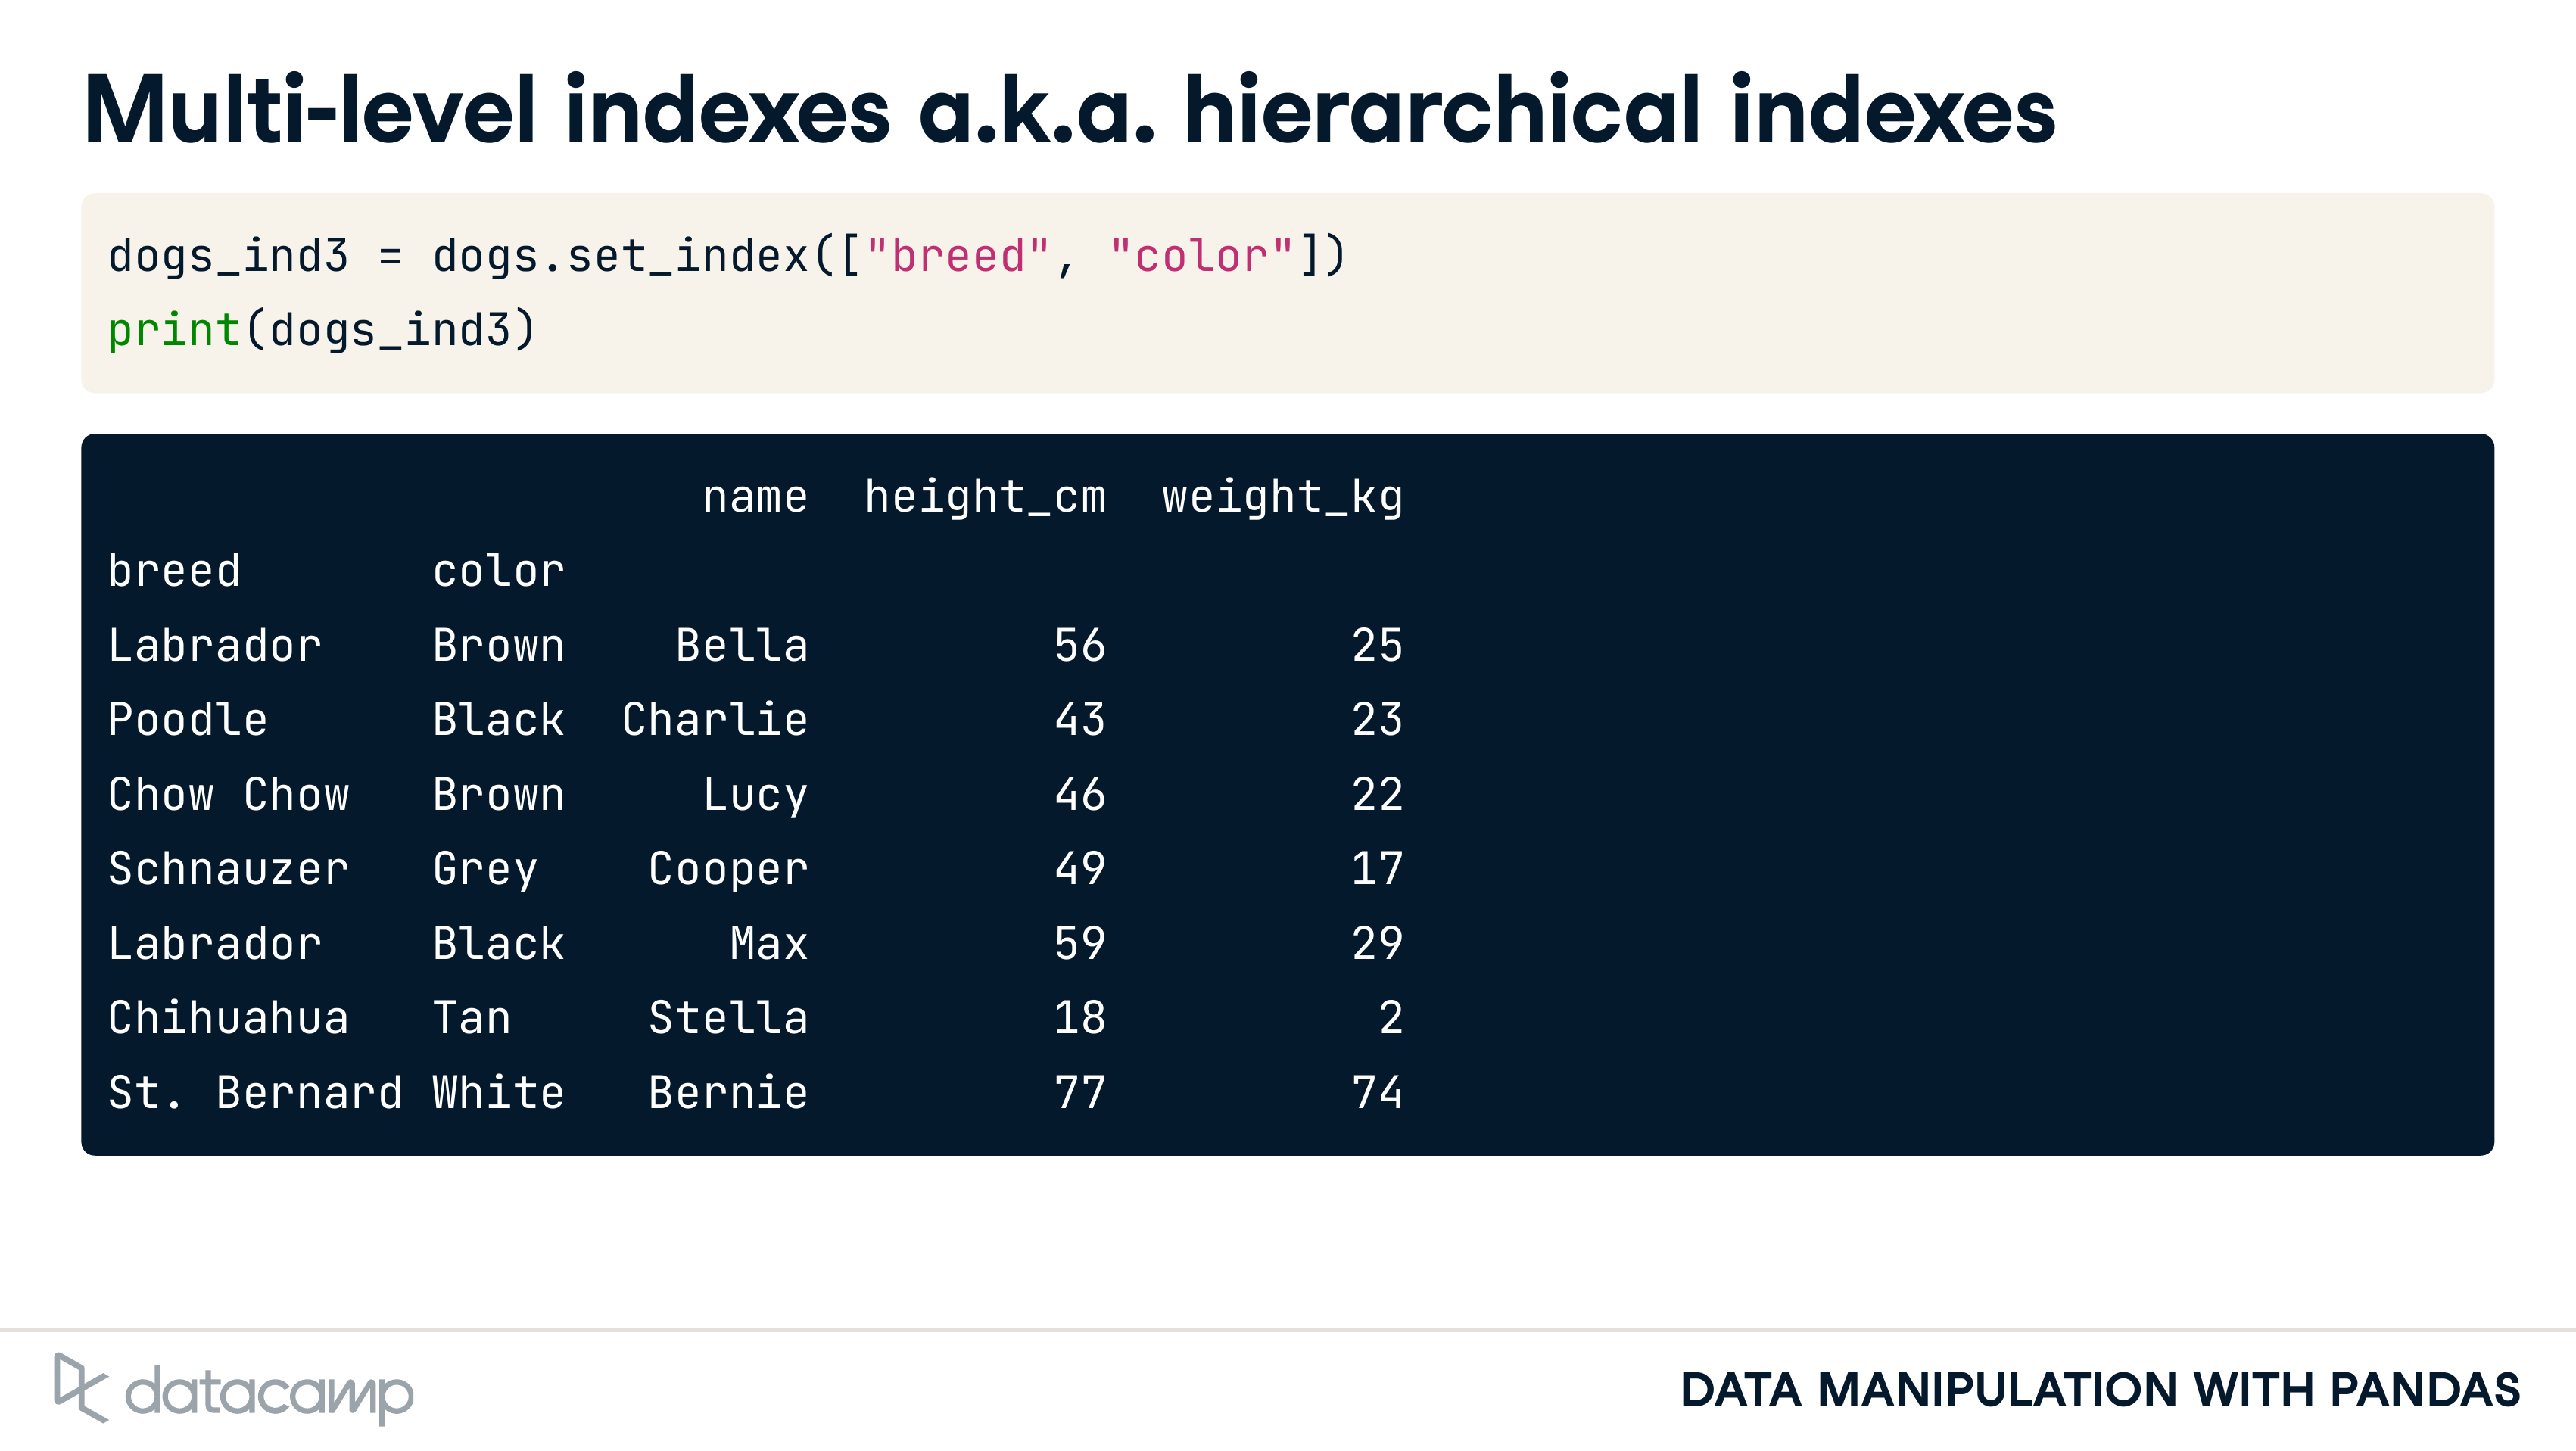 Multi-level indexes a.k.a. hierarchical indexes
dogs_ind3 = dogs.set_index(["breed", "color"])
print(dogs_ind3)
                      name  height_cm  weight_kg
breed       color
Labrador    Brown    Bella         56         25
Poodle      Black  Charlie         43         23
Chow Chow   Brown     Lucy         46         22
Schnauzer   Grey    Cooper         49         17
Labrador    Black      Max         59         29
Chihuahua   Tan     Stella         18          2
St. Bernard White   Bernie         77         74
datacamp
DATA MANIPULATION WITH PANDAS